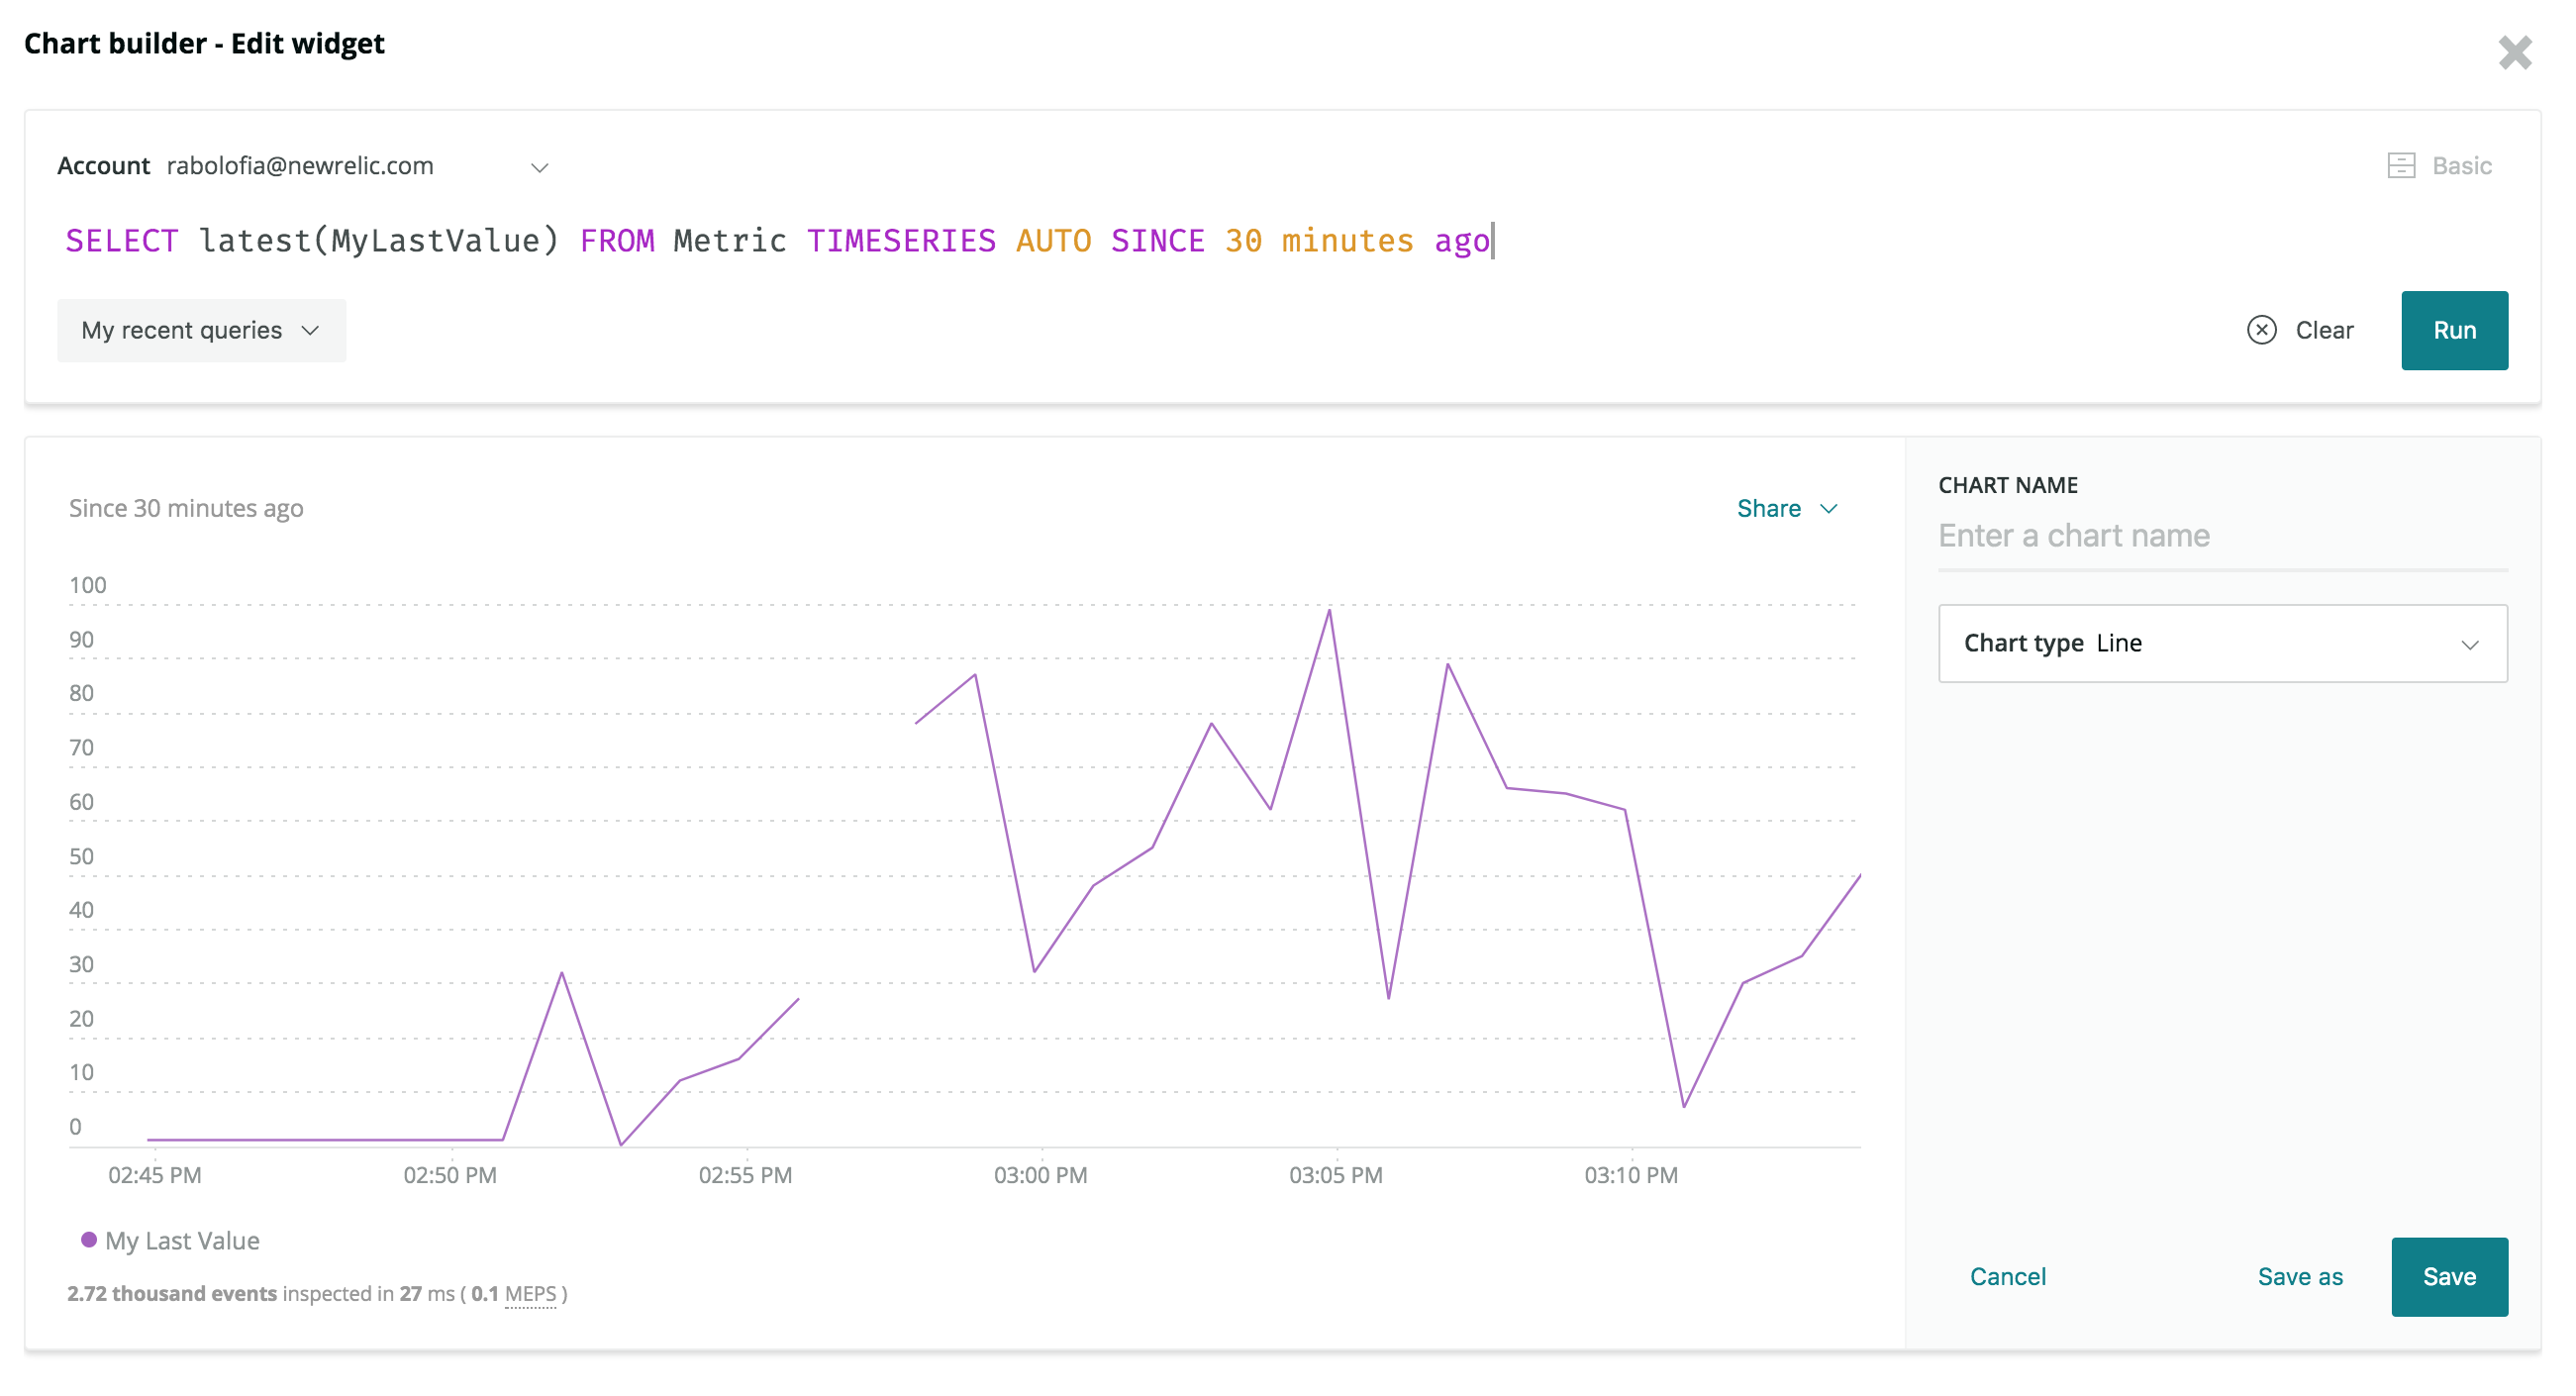 Chart builder - Edit widget
Account rabolofia@newrelic.com
Basic
SELECT latest(MyLastValue) FROM Metric TIMESERIES AUTO SINCE 30 minutes ago
My recent queries
Clear
Run
Since 30 minutes ago
Share
100
90
80
70
60
50
40
30
20
10
0
02:45 PM 02:50 PM 02:55 PM 03:00 PM 03:05 PM 03:10 PM
My Last Value
2.72 thousand events inspected in 27 ms ( 0.1 MEPS )
CHART NAME
Enter a chart name
Chart type Line
Cancel
Save as
Save